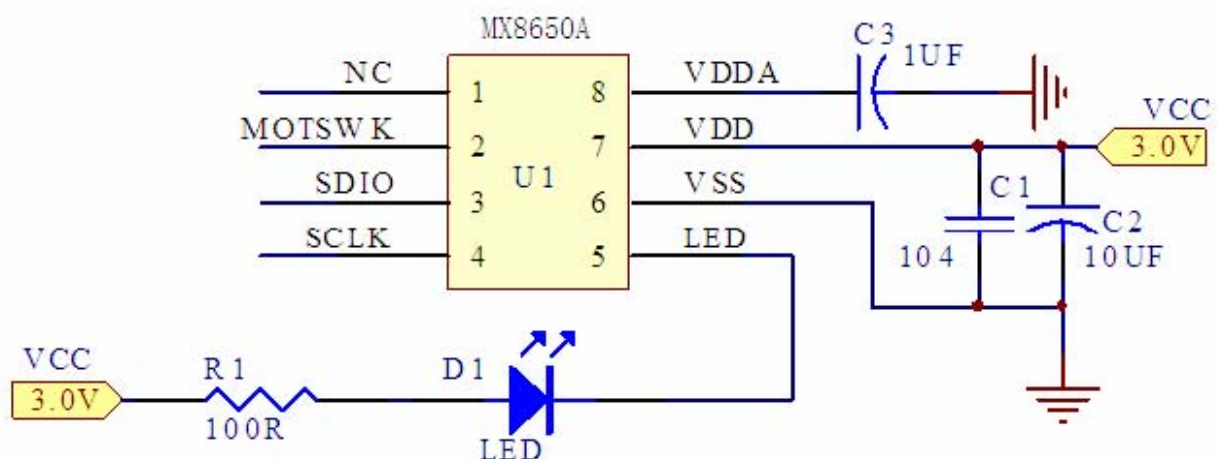 MX8650A
C3
1UF
NC
1
8
VDDA
VCC
MOTSWK
2
7
VDD
3.0V
U1
SDIO
3
6
VSS
C1
C2
SCLK
4
5
LED
104
10UF
VCC
R1
D1
3.0V
100R
LED